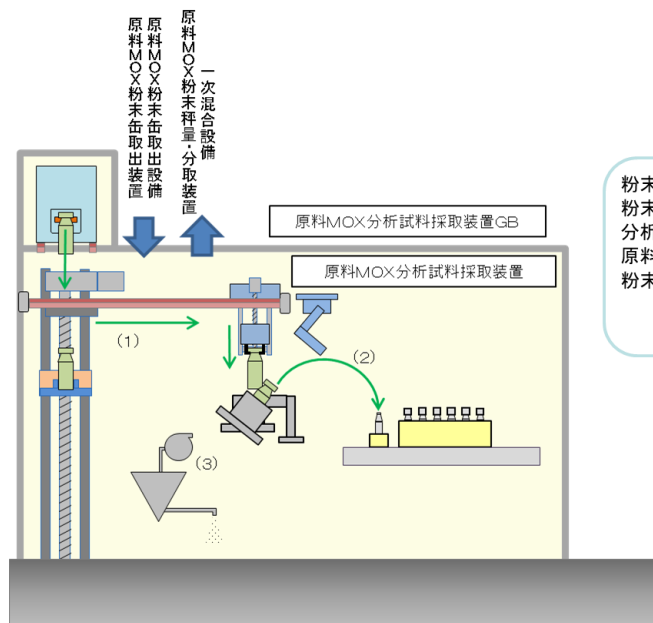 原料MOX粉末缶取出設備
原料MOX粉末缶取出装置
一次混合設備
原料MOX粉末秤量・分取装置
原料MOX分析試料採取装置GB
原料MOX分析試料採取装置
(1)
(2)
(3)
粉末
粉末
分析
原料
粉末